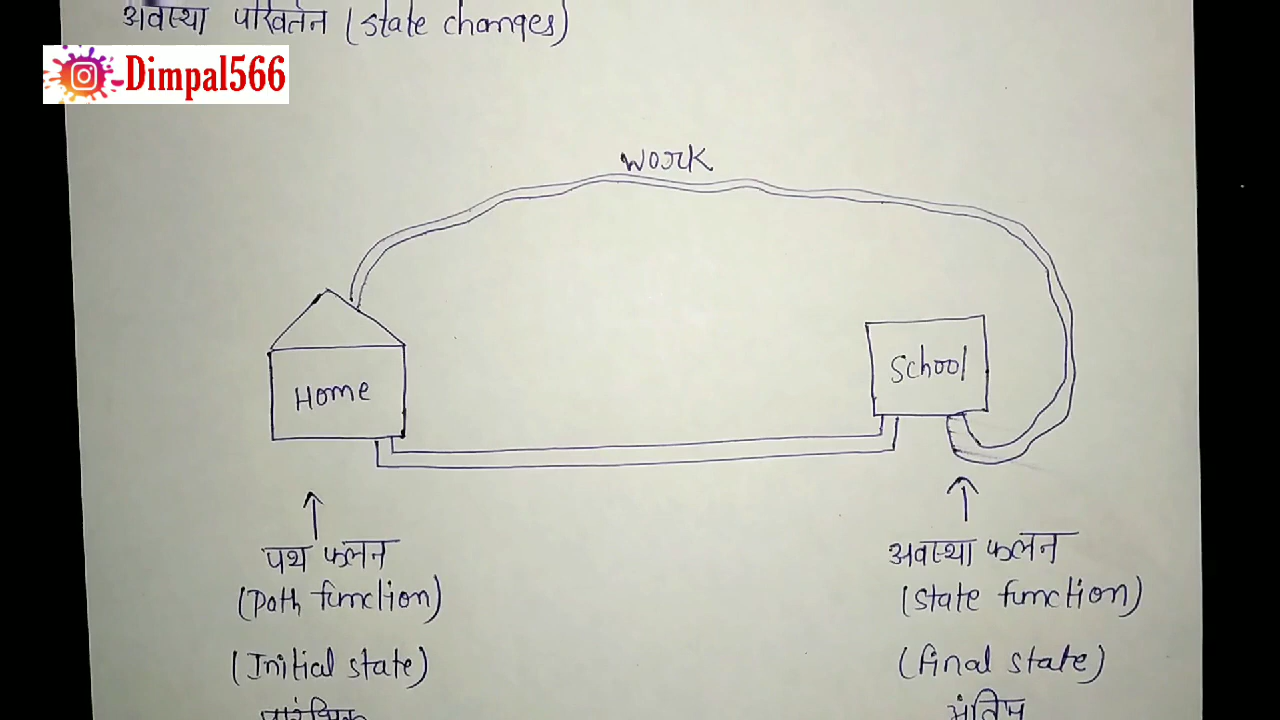 अवस्था परिवर्तन (State changes)
Dimpal566
Work
Home
School
पथ फलन
(Path function)
(Initial state)
प्रारंभिक
अवस्था फलन
(State function)
(final state)
अंतिम